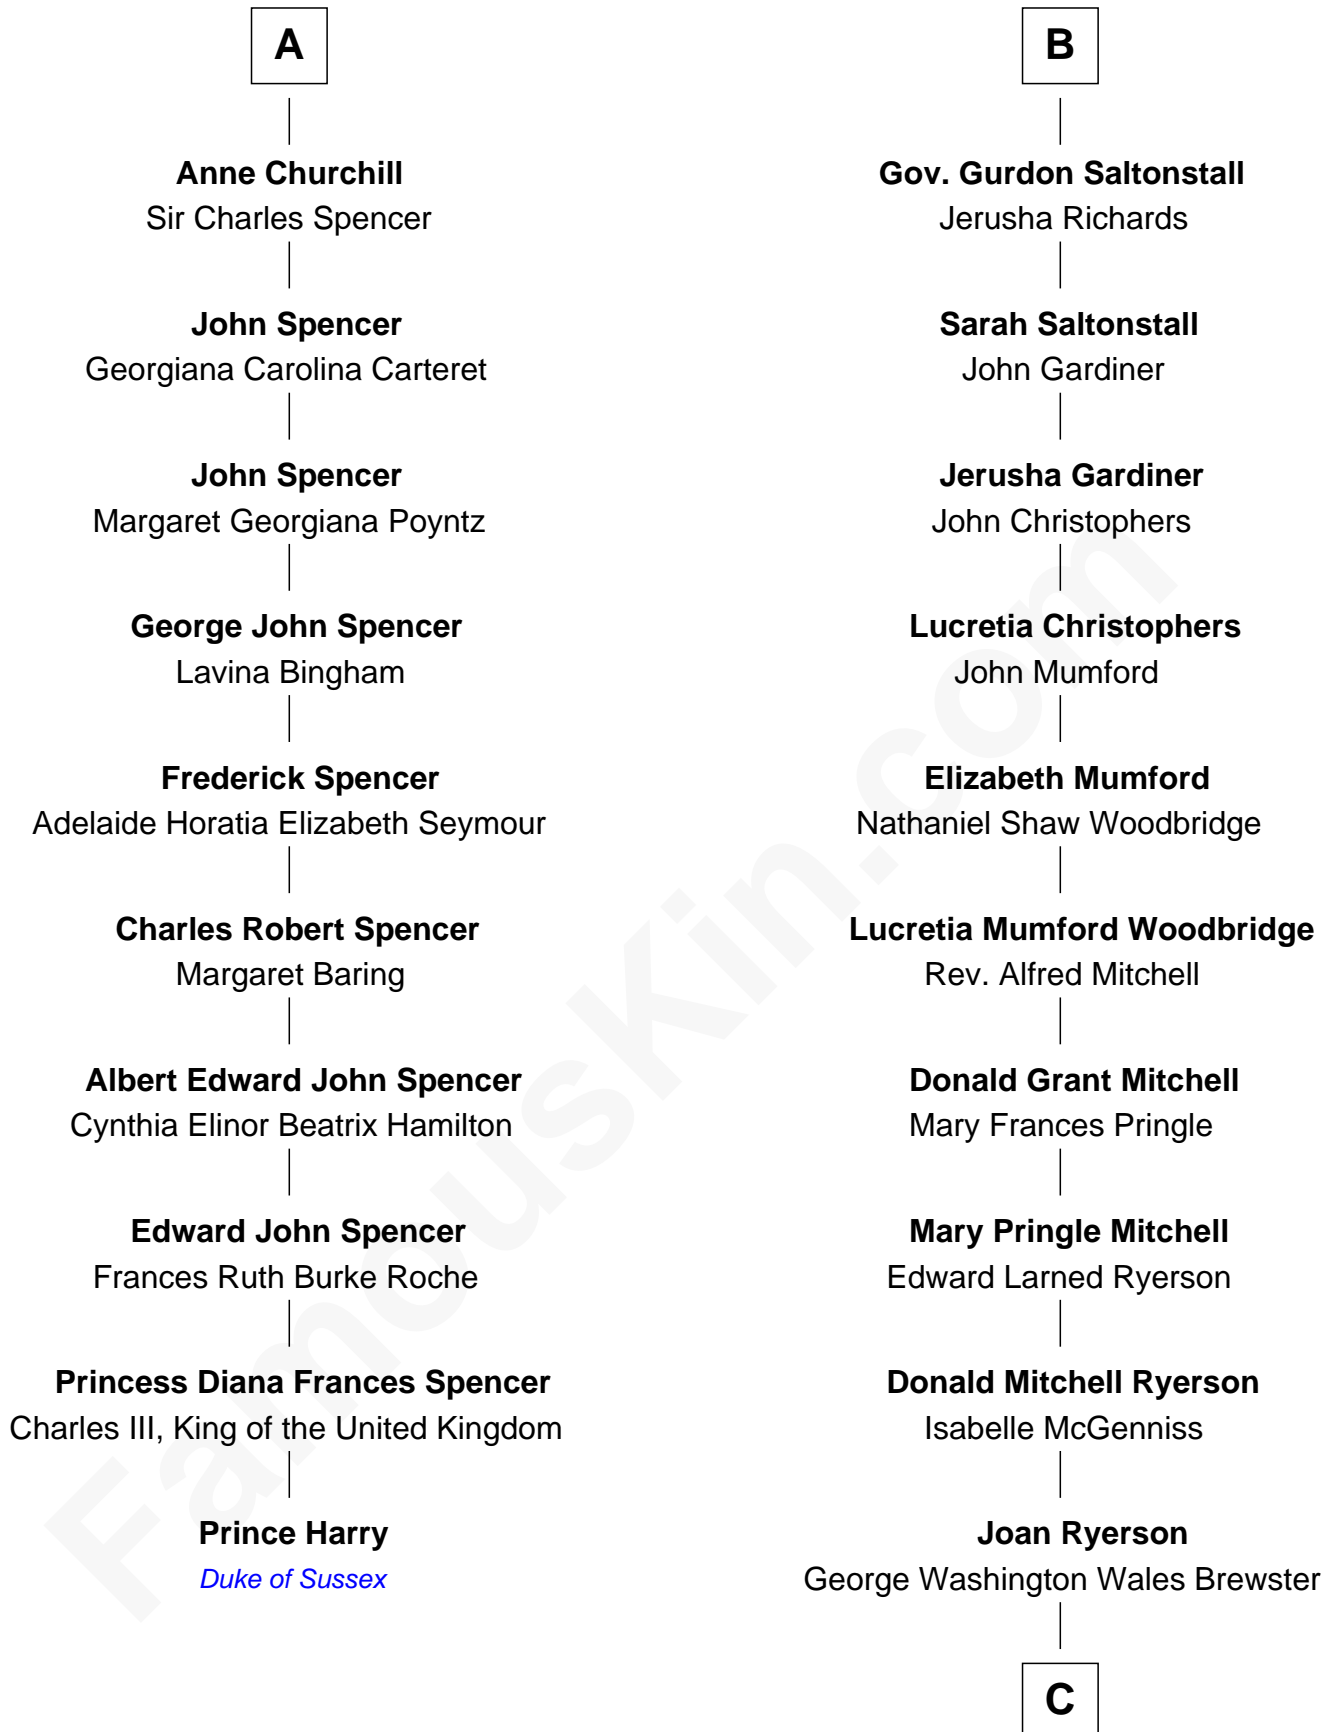 A
Anne Churchill
Sir Charles Spencer
John Spencer
Georgiana Carolina Carteret
John Spencer
Margaret Georgiana Poyntz
George John Spencer
Lavina Bingham
Frederick Spencer
Adelaide Horatia Elizabeth Seymour
Charles Robert Spencer
Margaret Baring
Albert Edward John Spencer
Cynthia Elinor Beatrix Hamilton
Edward John Spencer
Frances Ruth Burke Roche
Princess Diana Frances Spencer
Charles III, King of the United Kingdom
Prince Harry
Duke of Sussex
B
Gov. Gurdon Saltonstall
Jerusha Richards
Sarah Saltonstall
John Gardiner
Jerusha Gardiner
John Christophers
Lucretia Christophers
John Mumford
Elizabeth Mumford
Nathaniel Shaw Woodbridge
Lucretia Mumford Woodbridge
Rev. Alfred Mitchell
Donald Grant Mitchell
Mary Frances Pringle
Mary Pringle Mitchell
Edward Larned Ryerson
Donald Mitchell Ryerson
Isabelle McGenniss
Joan Ryerson
George Washington Wales Brewster
C
FamousKin.com